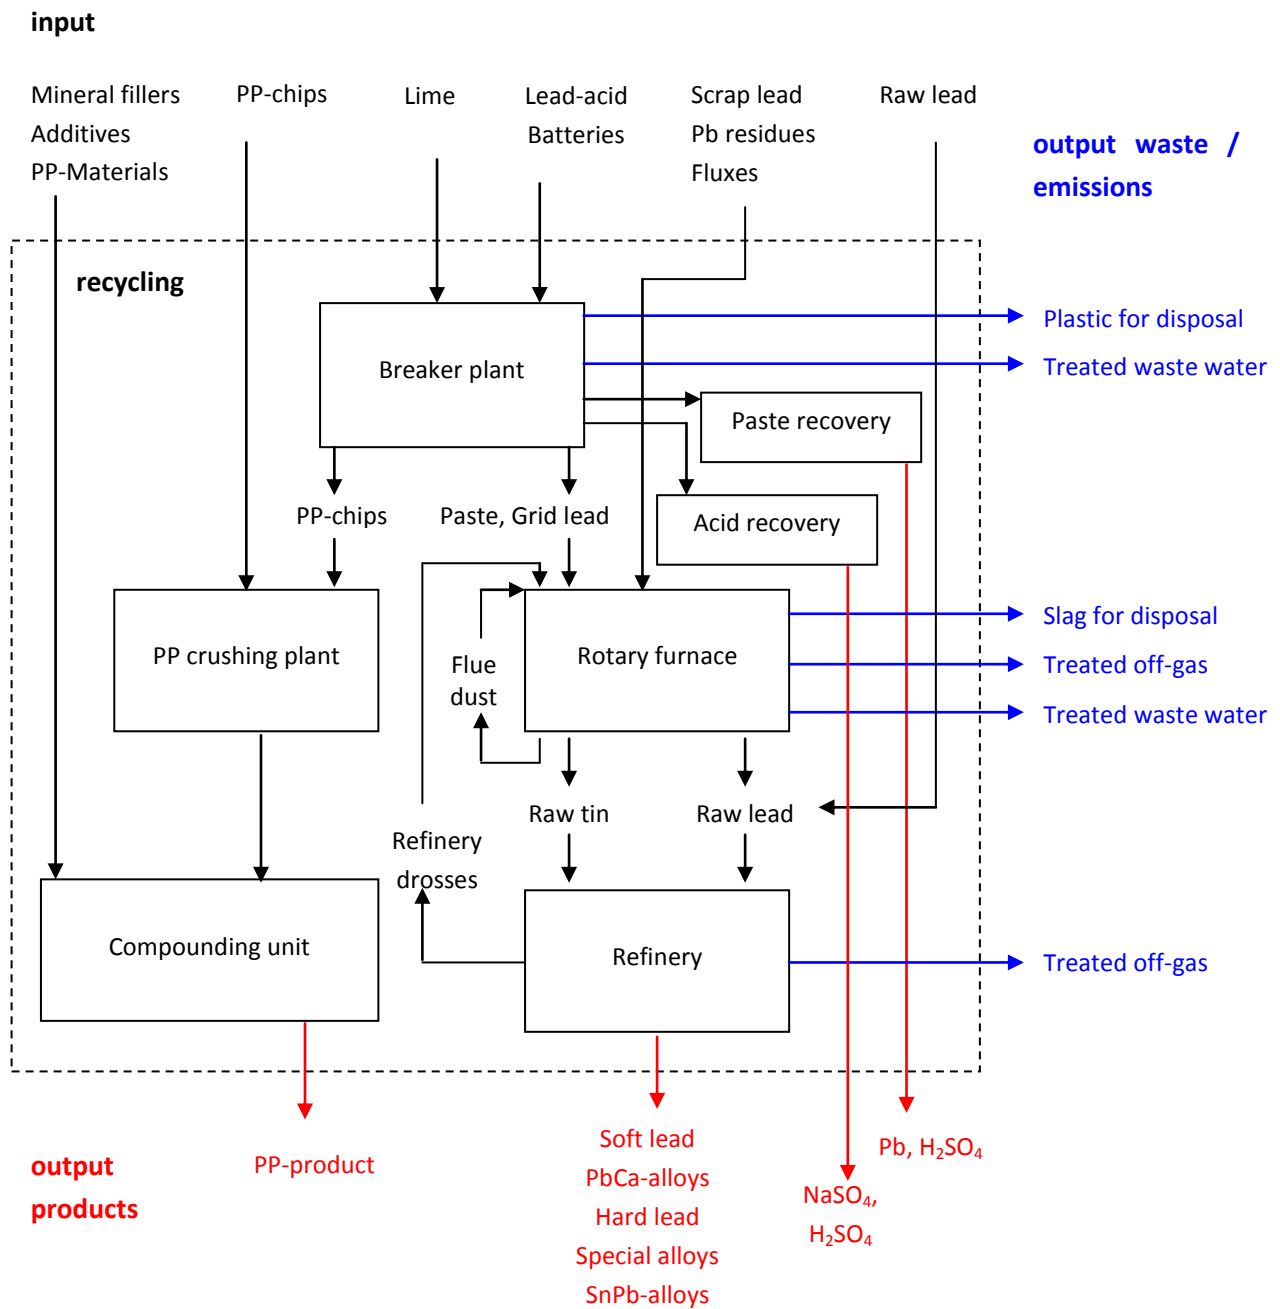 input
Mineral fillers
Additives
PP-Materials
PP-chips
Lime
Lead-acid
Batteries
Scrap lead
Pb residues
Fluxes
Raw lead
output waste /
emissions
recycling
Breaker plant
Plastic for disposal
Treated waste water
Paste recovery
PP-chips
Paste, Grid lead
Acid recovery
PP crushing plant
Flue
dust
Rotary furnace
Slag for disposal
Treated off-gas
Treated waste water
Raw tin
Raw lead
Refinery
drosses
Compounding unit
Refinery
Treated off-gas
output
products
PP-product
Soft lead
PbCa-alloys
Hard lead
Special alloys
SnPb-alloys
NaSO₄,
H₂SO₄
Pb, H₂SO₄